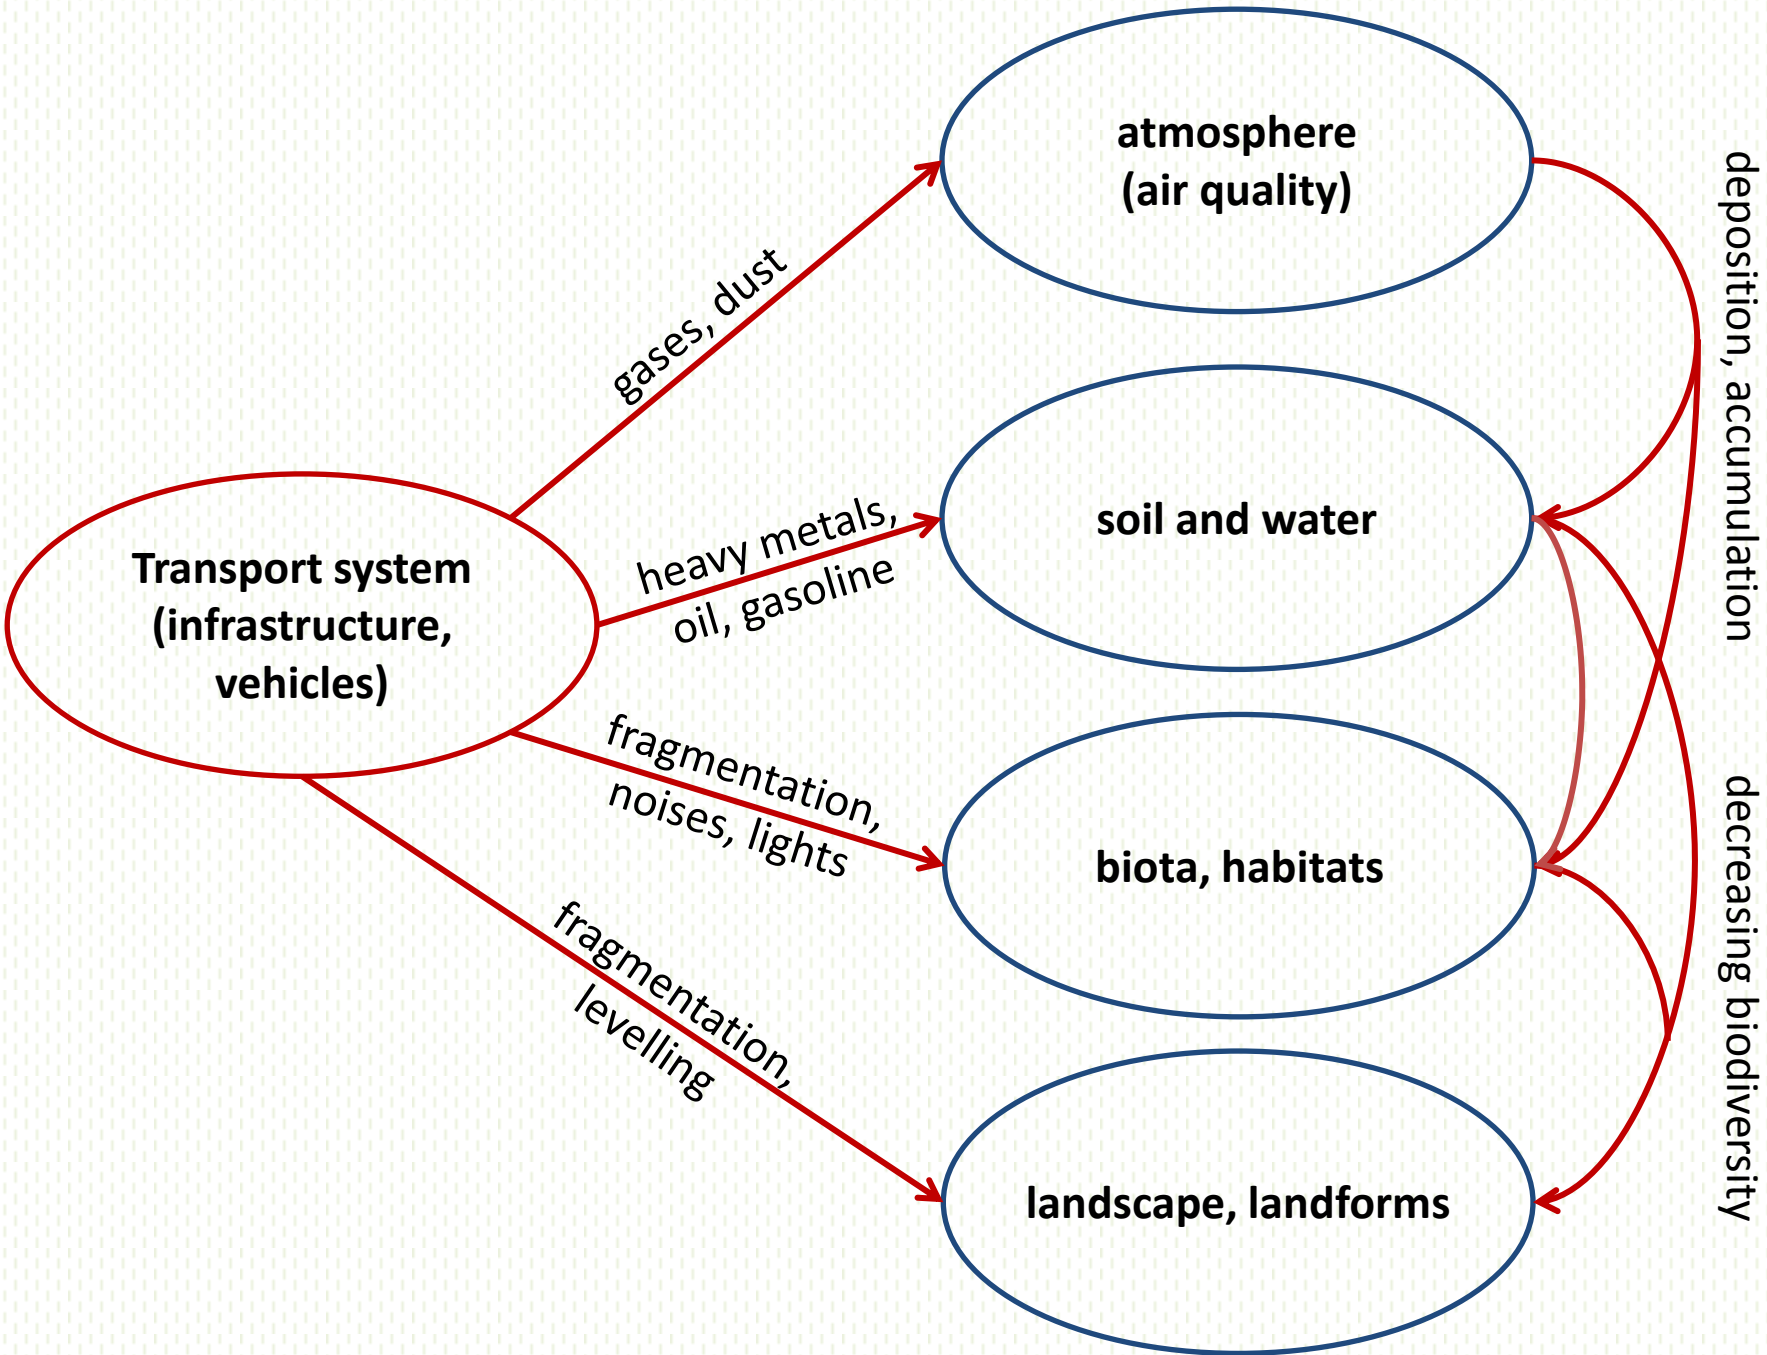 atmosphere
(air quality)
gases, dust
deposition, accumulation
heavy metals,
oil, gasoline
soil and water
Transport system
(infrastructure,
vehicles)
fragmentation,
noises, lights
biota, habitats
decreasing biodiversity
fragmentation,
levelling
landscape, landforms